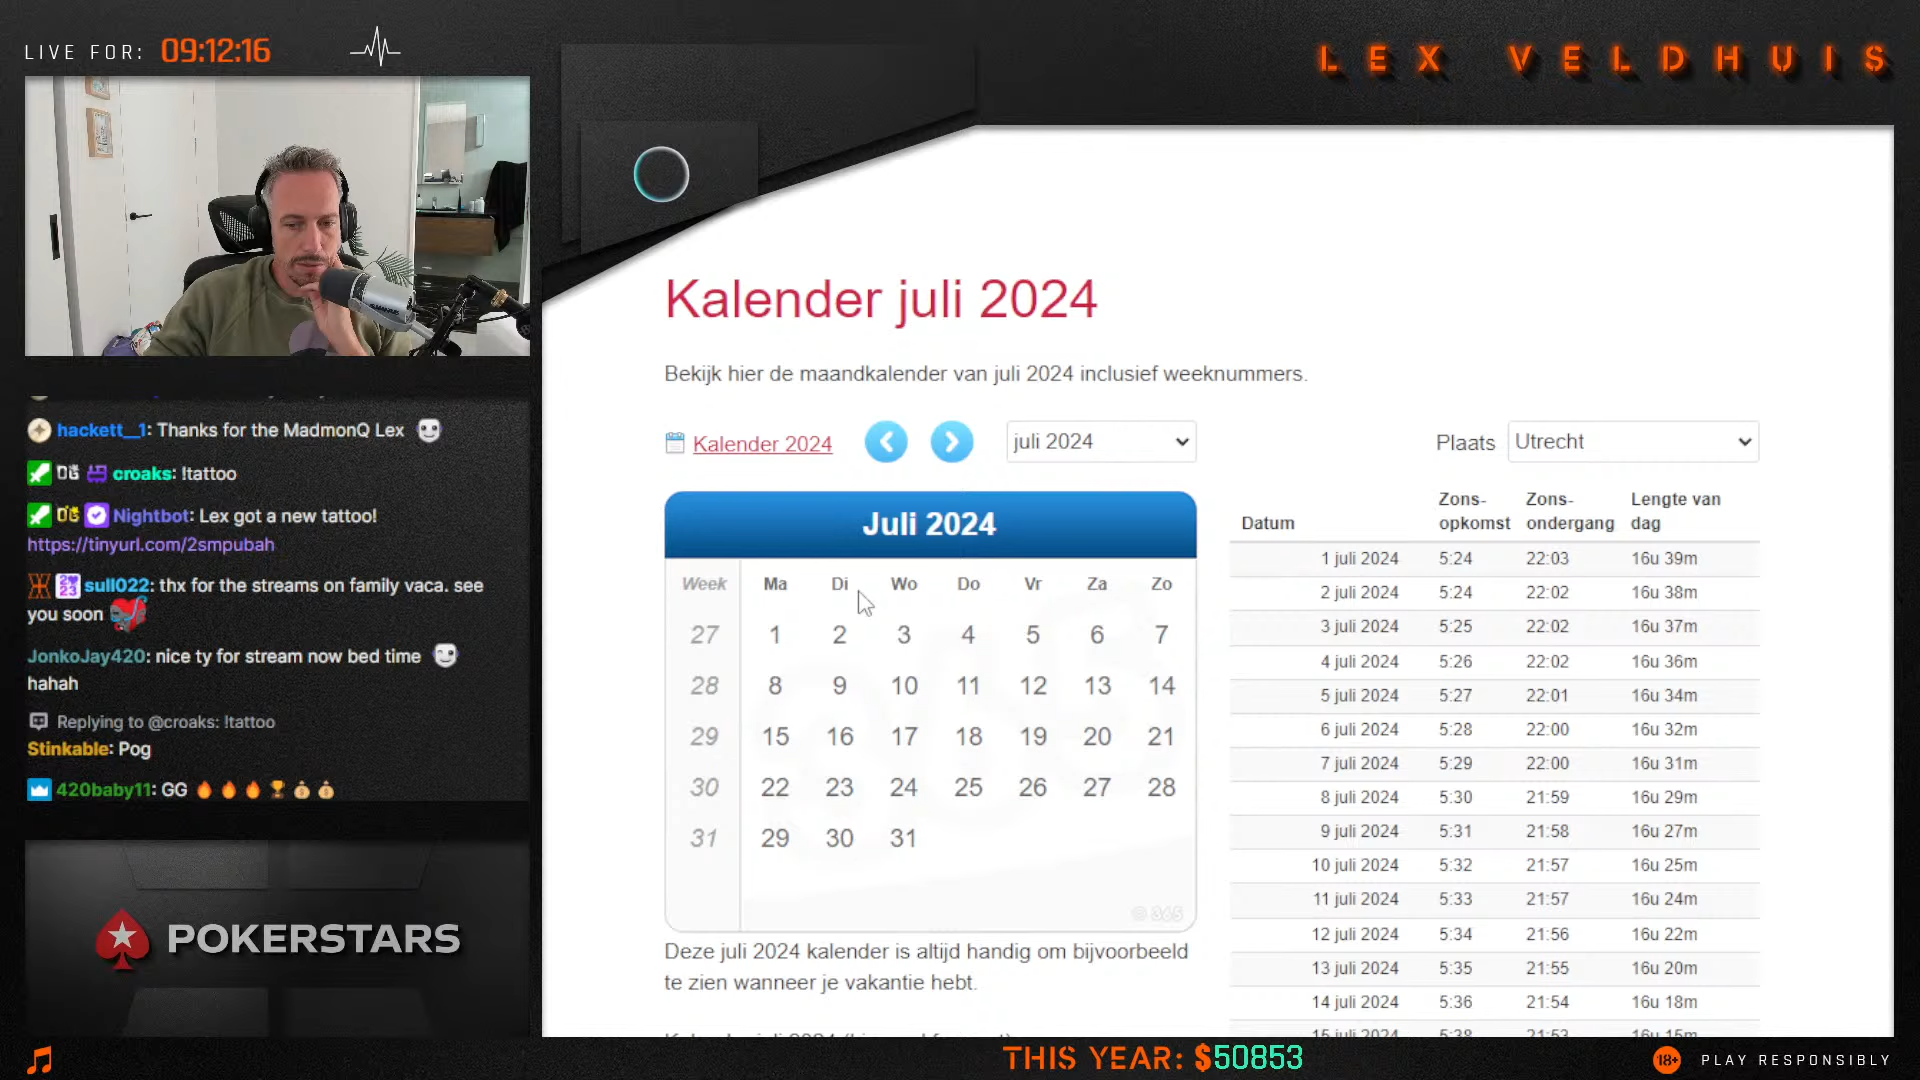 LIVE FOR: 09:12:16
LEX VELDHUIS
hackett__1: Thanks for the MadmonQ Lex
croaks: !tattoo
Nightbot: Lex got a new tattoo!
https://tinyurl.com/2smpubah
sull022: thx for the streams on family vaca. see
you soon
JonkoJay420: nice ty for stream now bed time
hahah
Replying to @croaks: !tattoo
Stinkable: Pog
420baby11: GG
POKERSTARS
Kalender juli 2024
Bekijk hier de maandkalender van juli 2024 inclusief weeknummers.
Kalender 2024
juli 2024
Plaats Utrecht
Juli 2024
Week Ma Di Wo Do Vr Za Zo
27 1 2 3 4 5 6 7
28 8 9 10 11 12 13 14
29 15 16 17 18 19 20 21
30 22 23 24 25 26 27 28
31 29 30 31
© 365
Deze juli 2024 kalender is altijd handig om bijvoorbeeld
te zien wanneer je vakantie hebt.
Zons- Zons- Lengte van
Datum opkomst ondergang dag
1 juli 2024 5:24 22:03 16u 39m
2 juli 2024 5:24 22:02 16u 38m
3 juli 2024 5:25 22:02 16u 37m
4 juli 2024 5:26 22:02 16u 36m
5 juli 2024 5:27 22:01 16u 34m
6 juli 2024 5:28 22:00 16u 32m
7 juli 2024 5:29 22:00 16u 31m
8 juli 2024 5:30 21:59 16u 29m
9 juli 2024 5:31 21:58 16u 27m
10 juli 2024 5:32 21:57 16u 25m
11 juli 2024 5:33 21:57 16u 24m
12 juli 2024 5:34 21:56 16u 22m
13 juli 2024 5:35 21:55 16u 20m
14 juli 2024 5:36 21:54 16u 18m
15 juli 2024 5:38 21:53 16u 15m
THIS YEAR: $50853
18+ PLAY RESPONSIBLY